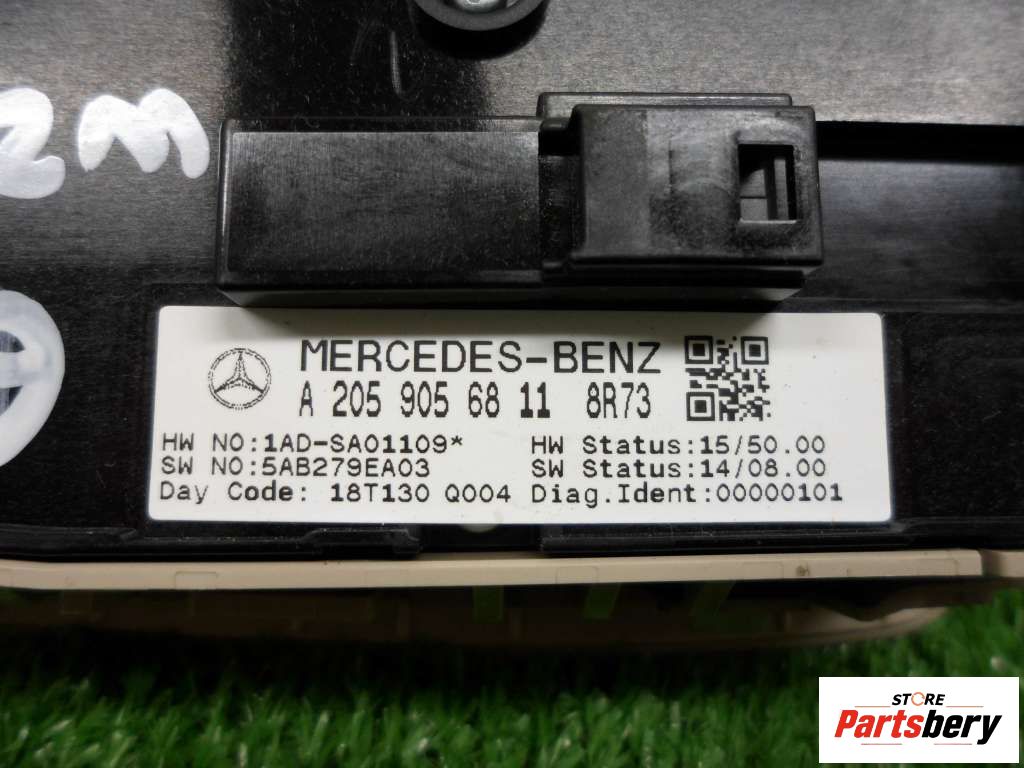 MERCEDES-BENZ
A 205 905 68 11 8R73
HW NO:1AD-SA01109* HW Status:15/50.00
SW NO:5AB279EA03 SW Status:14/08.00
Day Code: 18T130 Q004 Diag.Ident:00000101
STORE
Partsbery